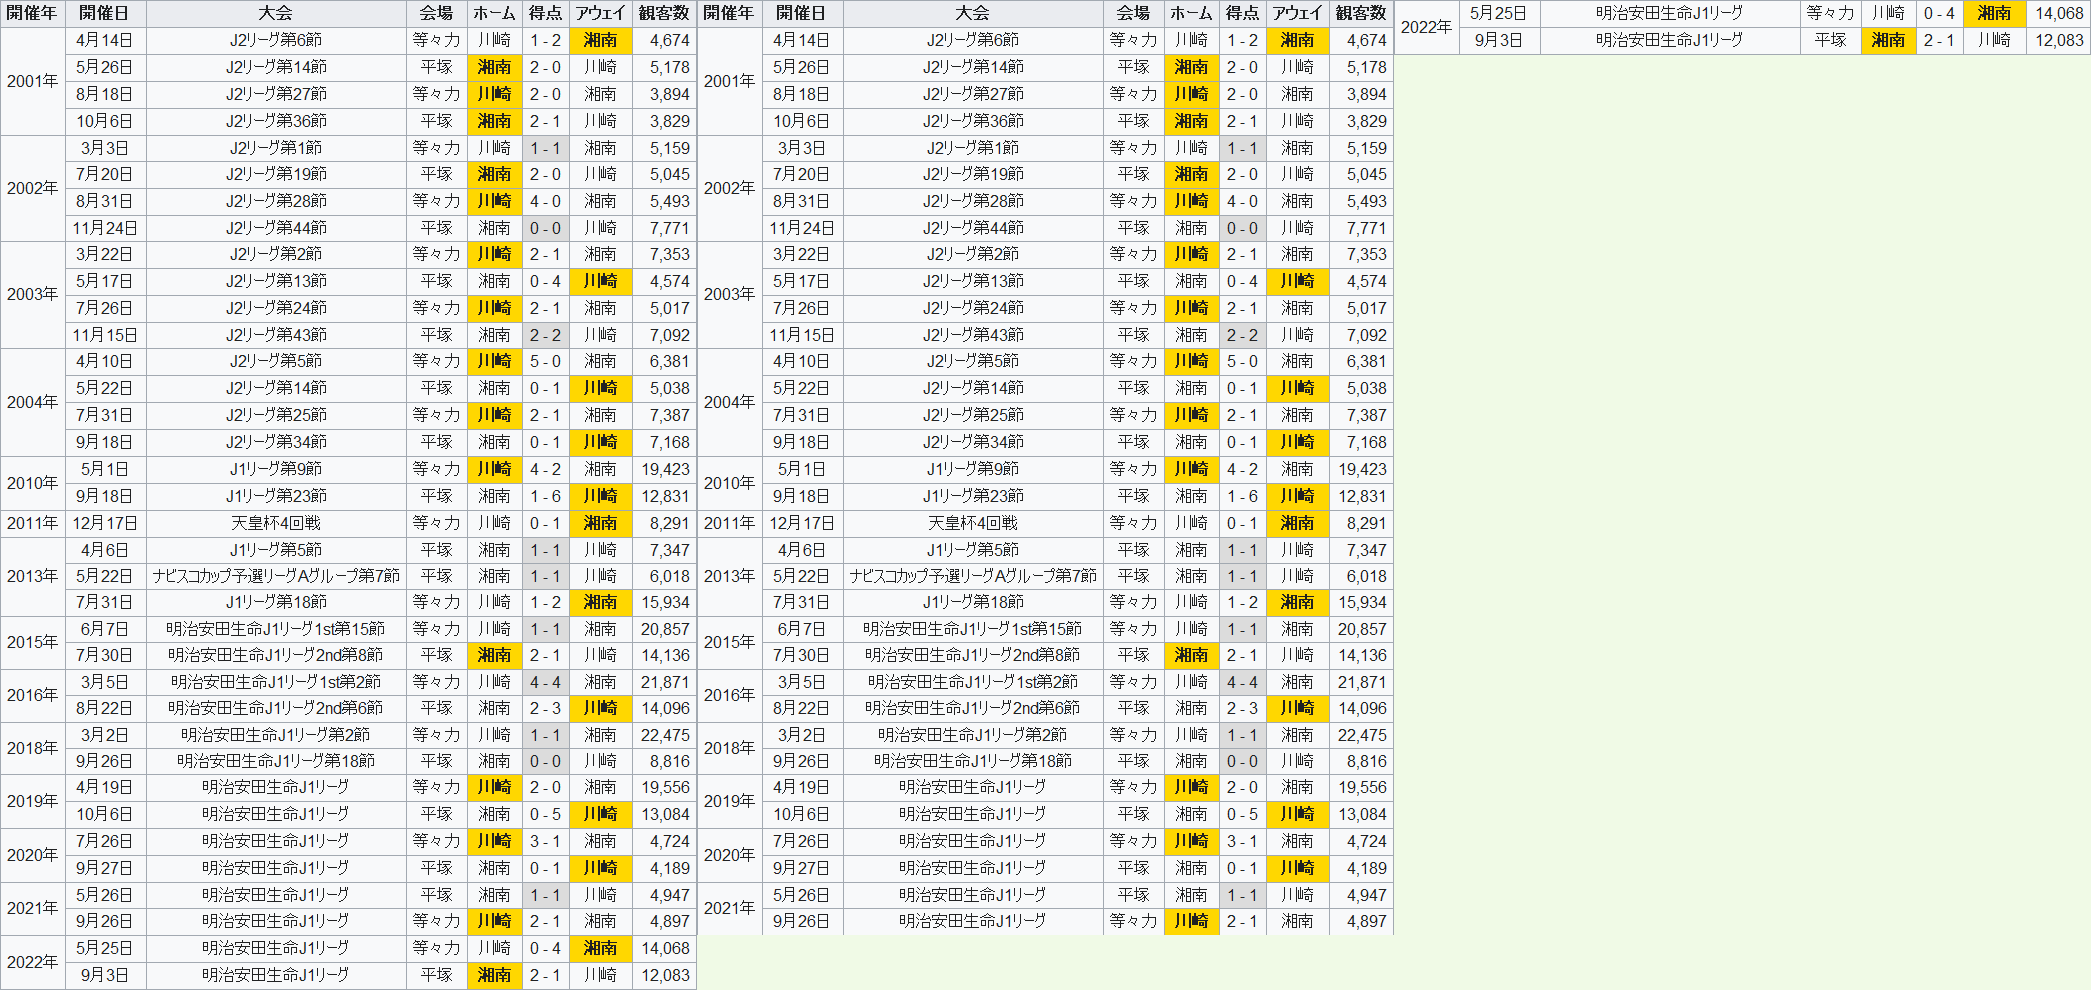 開催年 開催日 大会 会場 ホーム 得点 アウェイ 観客数
2001年 4月14日 J2リーグ第6節 等々力 川崎 1 - 2 湘南 4,674
5月26日 J2リーグ第14節 平塚 湘南 2 - 0 川崎 5,178
8月18日 J2リーグ第27節 等々力 川崎 2 - 0 湘南 3,894
10月6日 J2リーグ第36節 平塚 湘南 2 - 1 川崎 3,829
2002年 3月3日 J2リーグ第1節 等々力 川崎 1 - 1 湘南 5,159
7月20日 J2リーグ第19節 平塚 湘南 2 - 0 川崎 5,045
8月31日 J2リーグ第28節 等々力 川崎 4 - 0 湘南 5,493
11月24日 J2リーグ第44節 平塚 湘南 0 - 0 川崎 7,771
2003年 3月22日 J2リーグ第2節 等々力 川崎 2 - 1 湘南 7,353
5月17日 J2リーグ第13節 平塚 湘南 0 - 4 川崎 4,574
7月26日 J2リーグ第24節 等々力 川崎 2 - 1 湘南 5,017
11月15日 J2リーグ第43節 平塚 湘南 2 - 2 川崎 7,092
2004年 4月10日 J2リーグ第5節 等々力 川崎 5 - 0 湘南 6,381
5月22日 J2リーグ第14節 平塚 湘南 0 - 1 川崎 5,038
7月31日 J2リーグ第25節 等々力 川崎 2 - 1 湘南 7,387
9月18日 J2リーグ第34節 平塚 湘南 0 - 1 川崎 7,168
2010年 5月1日 J1リーグ第9節 等々力 川崎 4 - 2 湘南 19,423
9月18日 J1リーグ第23節 平塚 湘南 1 - 6 川崎 12,831
2011年 12月17日 天皇杯4回戦 等々力 川崎 0 - 1 湘南 8,291
2013年 4月6日 J1リーグ第5節 平塚 湘南 1 - 1 川崎 7,347
5月22日 ナビスコカップ予選リーグAグループ第7節 平塚 湘南 1 - 1 川崎 6,018
7月31日 J1リーグ第18節 等々力 川崎 1 - 2 湘南 15,934
2015年 6月7日 明治安田生命J1リーグ1st第15節 等々力 川崎 1 - 1 湘南 20,857
7月30日 明治安田生命J1リーグ2nd第8節 平塚 湘南 2 - 1 川崎 14,136
2016年 3月5日 明治安田生命J1リーグ1st第2節 等々力 川崎 4 - 4 湘南 21,871
8月22日 明治安田生命J1リーグ2nd第6節 平塚 湘南 2 - 3 川崎 14,096
2018年 3月2日 明治安田生命J1リーグ第2節 等々力 川崎 1 - 1 湘南 22,475
9月26日 明治安田生命J1リーグ第18節 平塚 湘南 0 - 0 川崎 8,816
2019年 4月19日 明治安田生命J1リーグ 等々力 川崎 2 - 0 湘南 19,556
10月6日 明治安田生命J1リーグ 平塚 湘南 0 - 5 川崎 13,084
2020年 7月26日 明治安田生命J1リーグ 等々力 川崎 3 - 1 湘南 4,724
9月27日 明治安田生命J1リーグ 平塚 湘南 0 - 1 川崎 4,189
2021年 5月26日 明治安田生命J1リーグ 平塚 湘南 1 - 1 川崎 4,947
9月26日 明治安田生命J1リーグ 等々力 川崎 2 - 1 湘南 4,897
2022年 5月25日 明治安田生命J1リーグ 等々力 川崎 0 - 4 湘南 14,068
9月3日 明治安田生命J1リーグ 平塚 湘南 2 - 1 川崎 12,083
開催年 開催日 大会 会場 ホーム 得点 アウェイ 観客数
2001年 4月14日 J2リーグ第6節 等々力 川崎 1 - 2 湘南 4,674
5月26日 J2リーグ第14節 平塚 湘南 2 - 0 川崎 5,178
8月18日 J2リーグ第27節 等々力 川崎 2 - 0 湘南 3,894
10月6日 J2リーグ第36節 平塚 湘南 2 - 1 川崎 3,829
2002年 3月3日 J2リーグ第1節 等々力 川崎 1 - 1 湘南 5,159
7月20日 J2リーグ第19節 平塚 湘南 2 - 0 川崎 5,045
8月31日 J2リーグ第28節 等々力 川崎 4 - 0 湘南 5,493
11月24日 J2リーグ第44節 平塚 湘南 0 - 0 川崎 7,771
2003年 3月22日 J2リーグ第2節 等々力 川崎 2 - 1 湘南 7,353
5月17日 J2リーグ第13節 平塚 湘南 0 - 4 川崎 4,574
7月26日 J2リーグ第24節 等々力 川崎 2 - 1 湘南 5,017
11月15日 J2リーグ第43節 平塚 湘南 2 - 2 川崎 7,092
2004年 4月10日 J2リーグ第5節 等々力 川崎 5 - 0 湘南 6,381
5月22日 J2リーグ第14節 平塚 湘南 0 - 1 川崎 5,038
7月31日 J2リーグ第25節 等々力 川崎 2 - 1 湘南 7,387
9月18日 J2リーグ第34節 平塚 湘南 0 - 1 川崎 7,168
2010年 5月1日 J1リーグ第9節 等々力 川崎 4 - 2 湘南 19,423
9月18日 J1リーグ第23節 平塚 湘南 1 - 6 川崎 12,831
2011年 12月17日 天皇杯4回戦 等々力 川崎 0 - 1 湘南 8,291
2013年 4月6日 J1リーグ第5節 平塚 湘南 1 - 1 川崎 7,347
5月22日 ナビスコカップ予選リーグAグループ第7節 平塚 湘南 1 - 1 川崎 6,018
7月31日 J1リーグ第18節 等々力 川崎 1 - 2 湘南 15,934
2015年 6月7日 明治安田生命J1リーグ1st第15節 等々力 川崎 1 - 1 湘南 20,857
7月30日 明治安田生命J1リーグ2nd第8節 平塚 湘南 2 - 1 川崎 14,136
2016年 3月5日 明治安田生命J1リーグ1st第2節 等々力 川崎 4 - 4 湘南 21,871
8月22日 明治安田生命J1リーグ2nd第6節 平塚 湘南 2 - 3 川崎 14,096
2018年 3月2日 明治安田生命J1リーグ第2節 等々力 川崎 1 - 1 湘南 22,475
9月26日 明治安田生命J1リーグ第18節 平塚 湘南 0 - 0 川崎 8,816
2019年 4月19日 明治安田生命J1リーグ 等々力 川崎 2 - 0 湘南 19,556
10月6日 明治安田生命J1リーグ 平塚 湘南 0 - 5 川崎 13,084
2020年 7月26日 明治安田生命J1リーグ 等々力 川崎 3 - 1 湘南 4,724
9月27日 明治安田生命J1リーグ 平塚 湘南 0 - 1 川崎 4,189
2021年 5月26日 明治安田生命J1リーグ 平塚 湘南 1 - 1 川崎 4,947
9月26日 明治安田生命J1リーグ 等々力 川崎 2 - 1 湘南 4,897
2022年 5月25日 明治安田生命J1リーグ 等々力 川崎 0 - 4 湘南 14,068
9月3日 明治安田生命J1リーグ 平塚 湘南 2 - 1 川崎 12,083